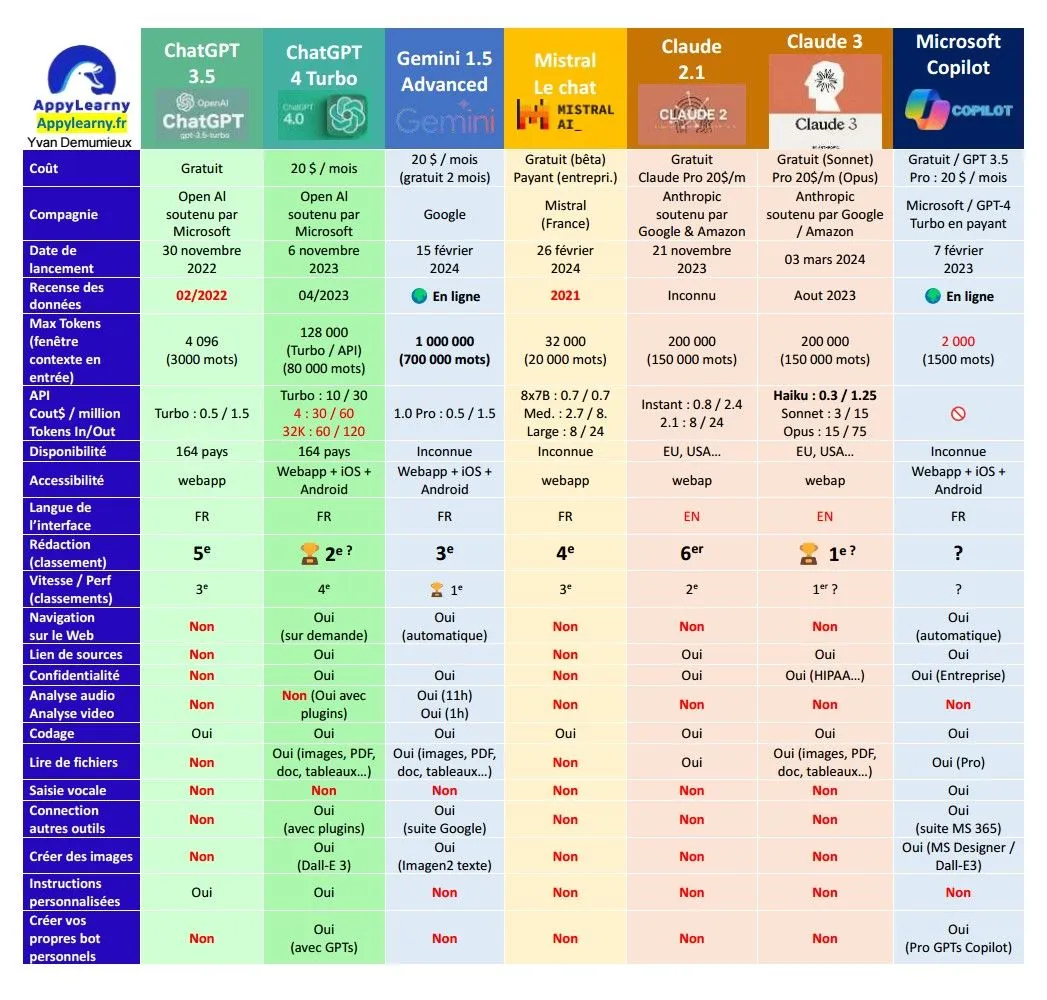 AppyLearny
Appylearny.fr
Yvan Demumieux
ChatGPT
3.5
OpenAI
ChatGPT
gpt-3.5-turbo
ChatGPT
4 Turbo
ChatGPT
4.0
Gemini 1.5
Advanced
Gemini
Mistral
Le chat
MISTRAL
AI_
Claude
2.1
CLAUDE 2
Claude 3
Claude 3
BY ANTHROPIC
Microsoft
Copilot
COPILOT
Coût
Gratuit
20 $ / mois
20 $ / mois
(gratuit 2 mois)
Gratuit (bêta)
Payant (entrepri.)
Gratuit
Claude Pro 20$/m
Gratuit (Sonnet)
Pro 20$/m (Opus)
Gratuit / GPT 3.5
Pro : 20 $ / mois
Compagnie
Open AI
soutenu par
Microsoft
Open AI
soutenu par
Microsoft
Google
Mistral
(France)
Anthropic
soutenu par
Google & Amazon
Anthropic
soutenu par Google
/ Amazon
Microsoft / GPT-4
Turbo en payant
Date de
lancement
30 novembre
2022
6 novembre
2023
15 février
2024
26 février
2024
21 novembre
2023
03 mars 2024
7 février
2023
Recense des
données
02/2022
04/2023
En ligne
2021
Inconnu
Aout 2023
En ligne
Max Tokens
(fenêtre
contexte en
entrée)
4 096
(3000 mots)
128 000
(Turbo / API)
(80 000 mots)
1 000 000
(700 000 mots)
32 000
(20 000 mots)
200 000
(150 000 mots)
200 000
(150 000 mots)
2 000
(1500 mots)
API
Cout$ / million
Tokens In/Out
Turbo : 0.5 / 1.5
Turbo : 10 / 30
4 : 30 / 60
32K : 60 / 120
1.0 Pro : 0.5 / 1.5
8x7B : 0.7 / 0.7
Med. : 2.7 / 8.
Large : 8 / 24
Instant : 0.8 / 2.4
2.1 : 8 / 24
Haiku : 0.3 / 1.25
Sonnet : 3 / 15
Opus : 15 / 75
Disponibilité
164 pays
164 pays
Inconnue
Inconnue
EU, USA...
EU, USA...
Inconnue
Accessibilité
webapp
Webapp + iOS +
Android
Webapp + iOS +
Android
webapp
webap
webap
Webapp + iOS +
Android
Langue de
l'interface
FR
FR
FR
FR
EN
EN
FR
Rédaction
(classement)
5e
2e ?
3e
4e
6er
1e ?
?
Vitesse / Perf
(classements)
3e
4e
1e
3e
2e
1er ?
?
Navigation
sur le Web
Non
Oui
(sur demande)
Oui
(automatique)
Non
Non
Non
Oui
(automatique)
Lien de sources
Non
Oui
Non
Oui
Oui
Oui
Confidentialité
Non
Oui
Oui
Non
Oui
Oui (HIPAA...)
Oui (Entreprise)
Analyse audio
Analyse video
Non
Non (Oui avec
plugins)
Oui (11h)
Oui (1h)
Non
Non
Non
Non
Codage
Oui
Oui
Oui
Oui
Oui
Oui
Oui
Lire de fichiers
Non
Oui (images, PDF,
doc, tableaux...)
Oui (images, PDF,
doc, tableaux...)
Non
Oui
Oui (images, PDF,
doc, tableaux...)
Oui (Pro)
Saisie vocale
Non
Non
Non
Non
Non
Non
Oui
Connection
autres outils
Non
Oui
(avec plugins)
Oui
(suite Google)
Non
Non
Non
Oui
(suite MS 365)
Créer des images
Non
Oui
(Dall-E 3)
Oui
(Imagen2 texte)
Non
Non
Non
Oui (MS Designer /
Dall-E3)
Instructions
personnalisées
Oui
Oui
Non
Non
Non
Non
Non
Créer vos
propres bot
personnels
Non
Oui
(avec GPTs)
Non
Non
Non
Non
Oui
(Pro GPTs Copilot)